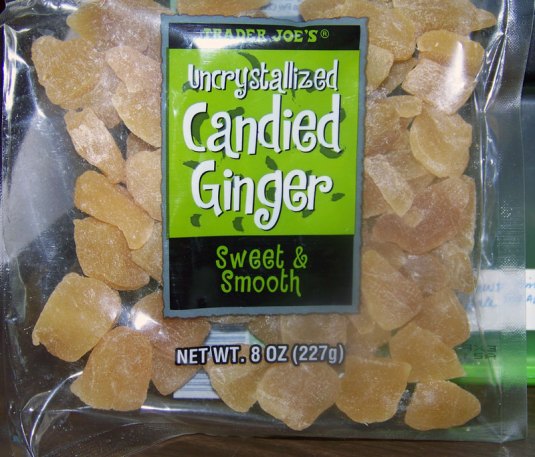 TRADER JOE'S®
Uncrystallized
Candied
Ginger
Sweet &
Smooth
NET WT. 8 OZ (227g)